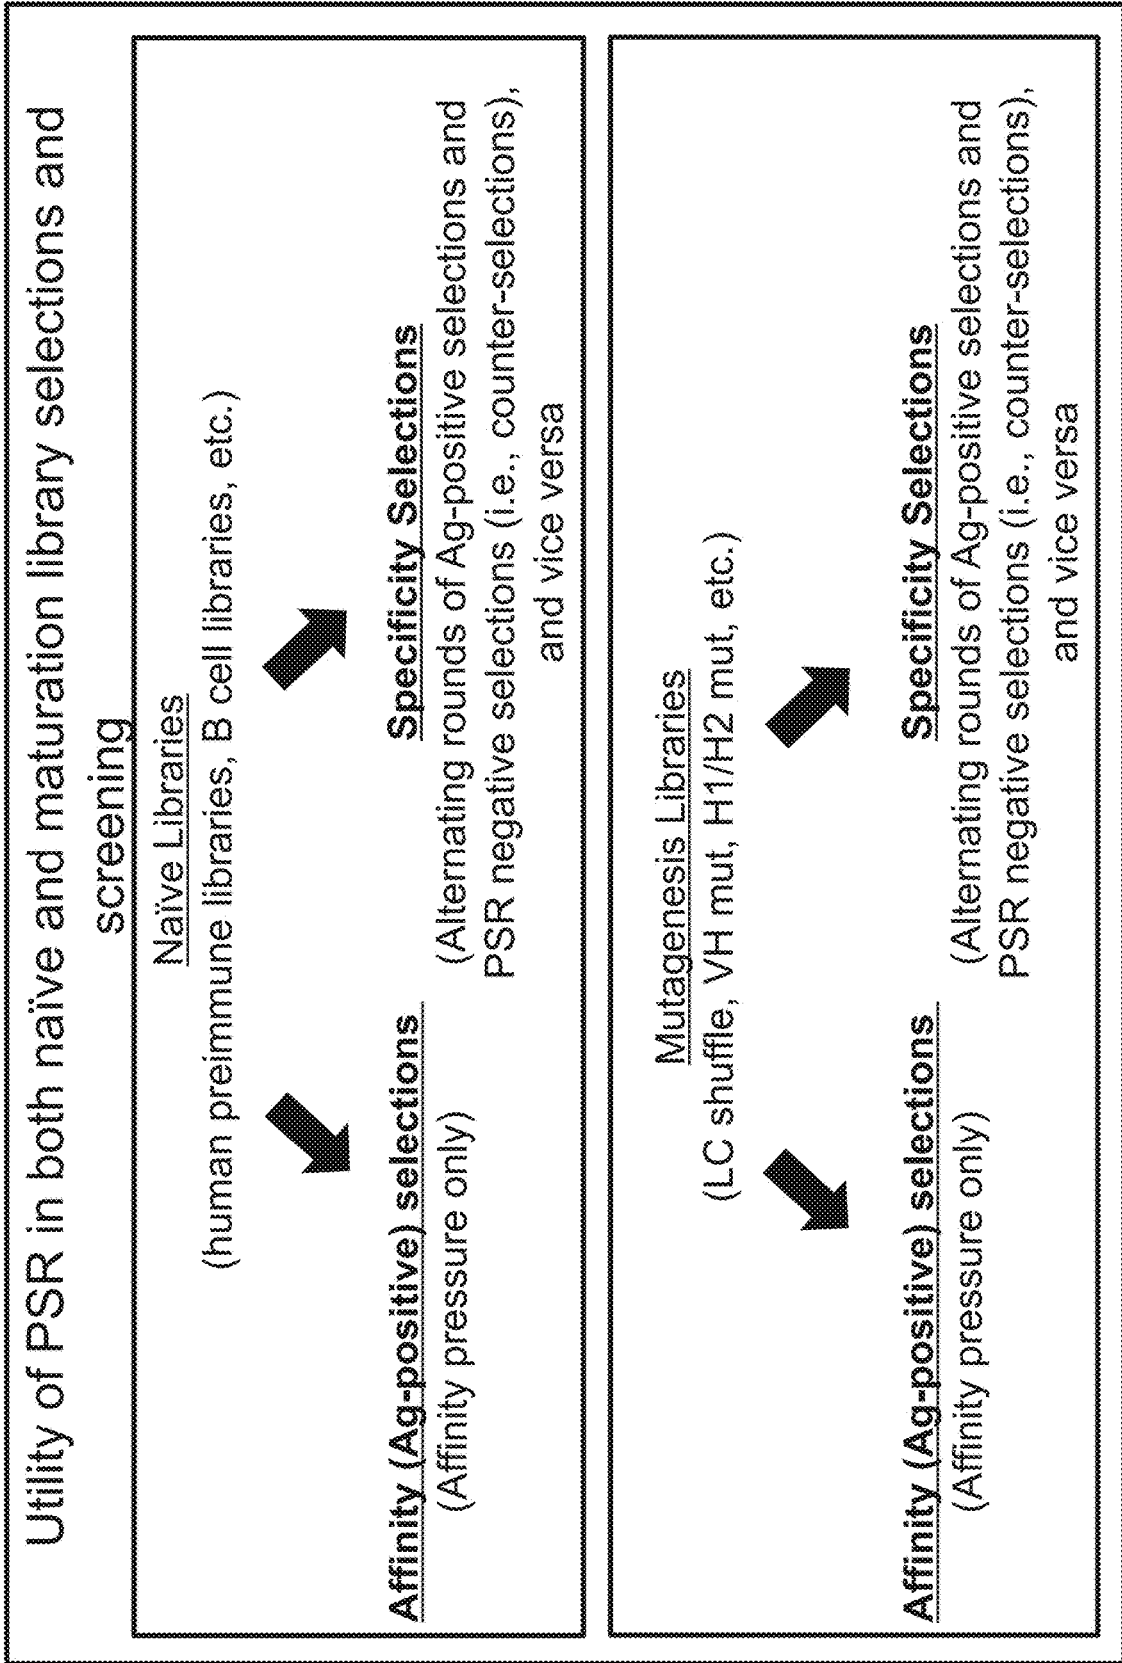 Utility of PSR in both naïve and maturation library selections and
screening
Naïve Libraries
(human preimmune libraries, B cell libraries, etc.)
Affinity (Ag-positive) selections
(Affinity pressure only)
Specificity Selections
(Alternating rounds of Ag-positive selections and
PSR negative selections (i.e., counter-selections),
and vice versa
Mutagenesis Libraries
(LC shuffle, VH mut, H1/H2 mut, etc.)
Affinity (Ag-positive) selections
(Affinity pressure only)
Specificity Selections
(Alternating rounds of Ag-positive selections and
PSR negative selections (i.e., counter-selections),
and vice versa